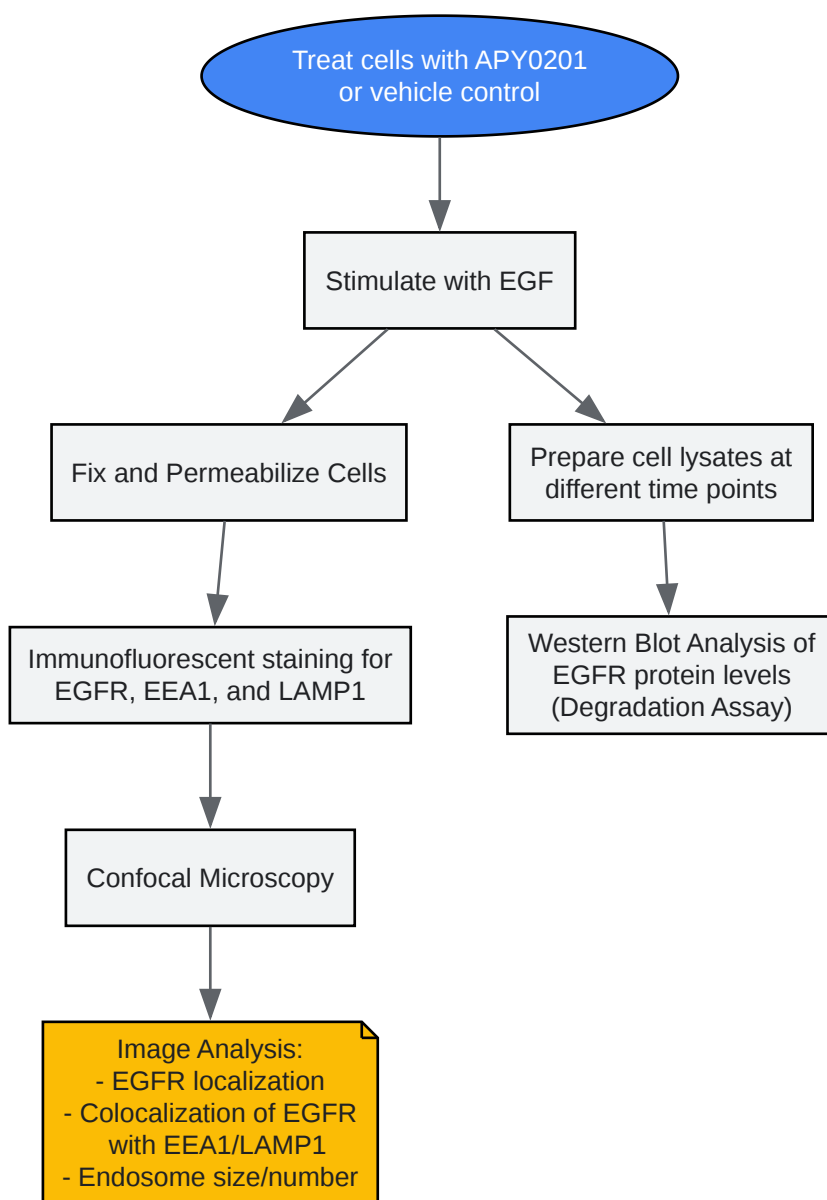 Treat cells with APY0201
or vehicle control
Stimulate with EGF
Fix and Permeabilize Cells
Prepare cell lysates at
different time points
Immunofluorescent staining for
EGFR, EEA1, and LAMP1
Western Blot Analysis of
EGFR protein levels
(Degradation Assay)
Confocal Microscopy
Image Analysis:
- EGFR localization
- Colocalization of EGFR
with EEA1/LAMP1
- Endosome size/number